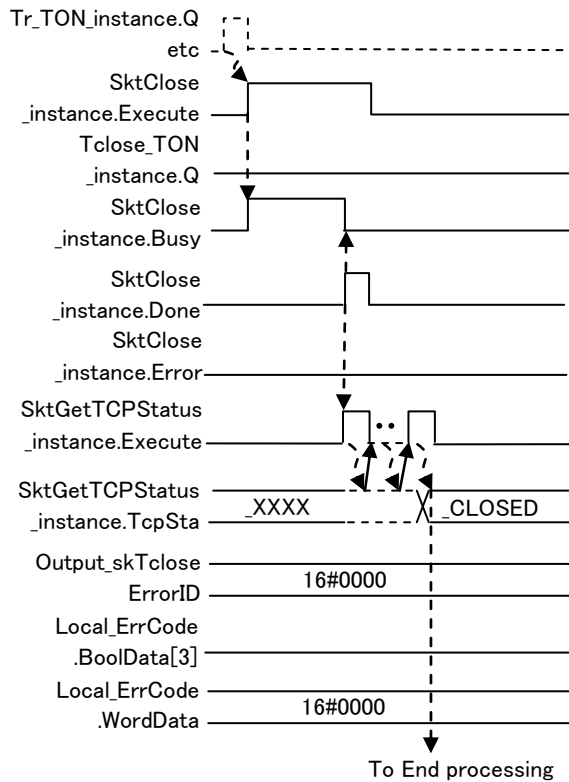 Tr_TON_instance.Q
etc
SktClose
_instance.Execute
Tclose_TON
_instance.Q
SktClose
_instance.Busy
SktClose
_instance.Done
SktClose
_instance.Error
SktGetTCPStatus
_instance.Execute
SktGetTCPStatus
_instance.TcpSta
_XXXX
_CLOSED
Output_skTclose
ErrorID
16#0000
Local_ErrCode
.BoolData[3]
Local_ErrCode
.WordData
16#0000
To End processing